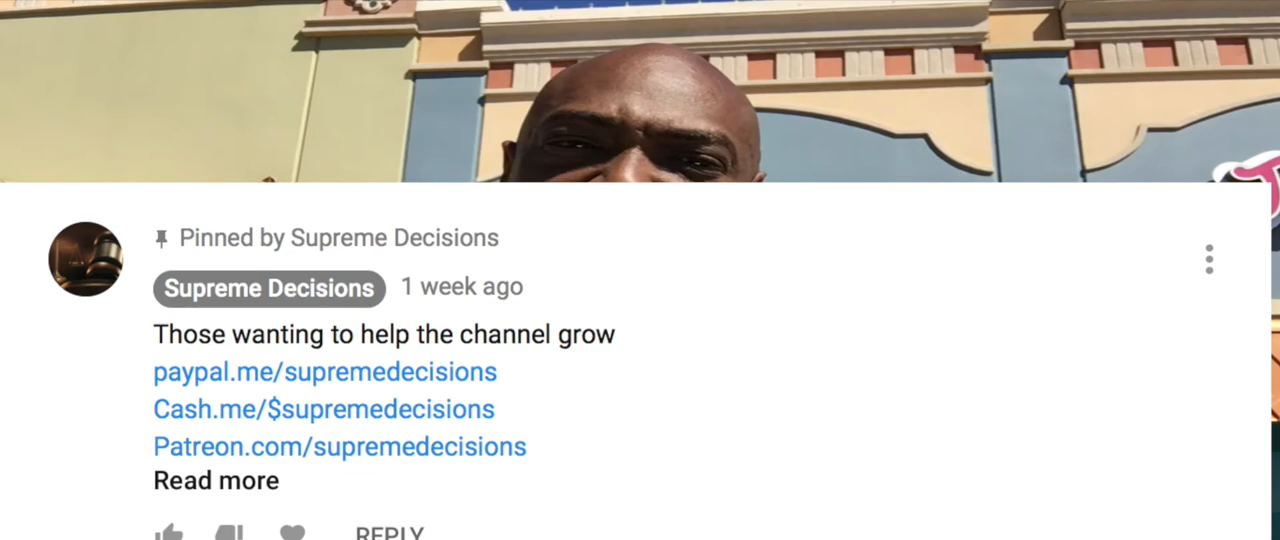 Pinned by Supreme Decisions
Supreme Decisions 1 week ago
Those wanting to help the channel grow
paypal.me/supremedecisions
Cash.me/$supremedecisions
Patreon.com/supremedecisions
Read more
REPLY